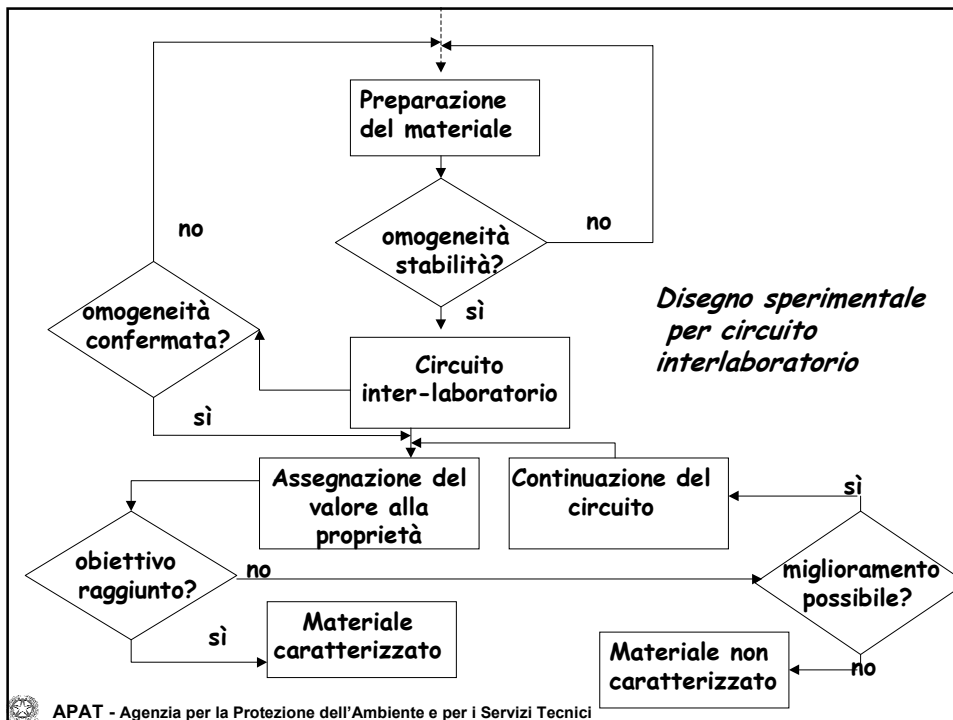 Preparazione
del materiale
no
omogeneità
stabilità?
no
omogeneità
confermata?
sì
Disegno sperimentale
per circuito
interlaboratorio
Circuito
inter-laboratorio
sì
Assegnazione del
valore alla
proprietà
Continuazione del
circuito
sì
obiettivo
raggiunto?
no
miglioramento
possibile?
sì
Materiale
caratterizzato
Materiale non
caratterizzato
no
APAT - Agenzia per la Protezione dell'Ambiente e per i Servizi Tecnici